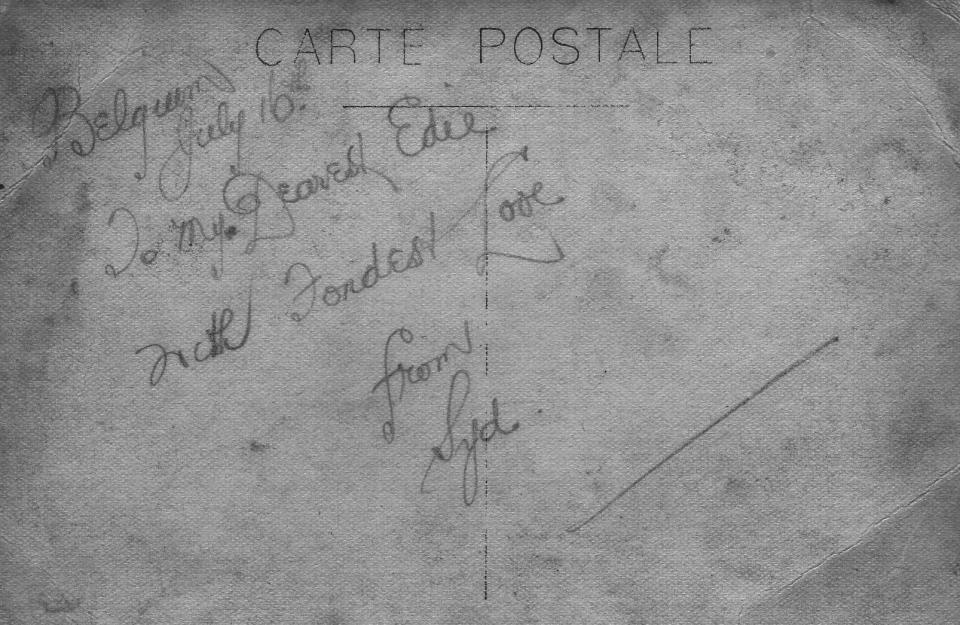 CARTE POSTALE
Belgium
July 16th
To My Dearest Edie
with Fondest Love
from
Syd.